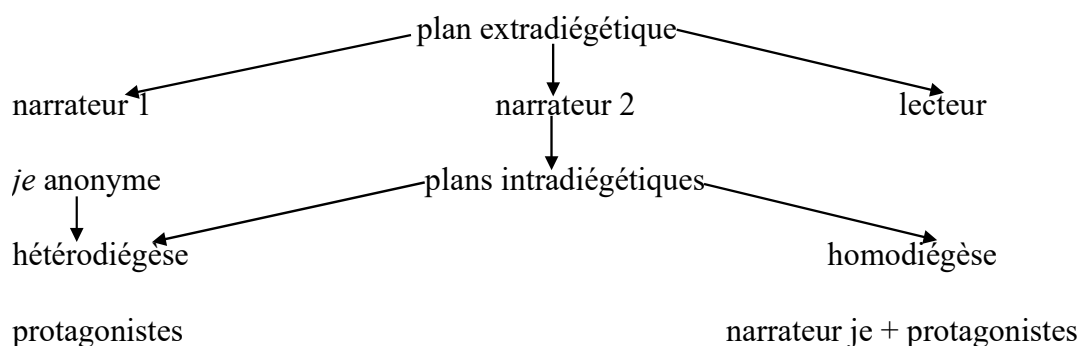 plan extradiégétique
narrateur 1 narrateur 2 lecteur
je anonyme plans intradiégétiques
hétérodiégèse homodiégèse
protagonistes narrateur je + protagonistes